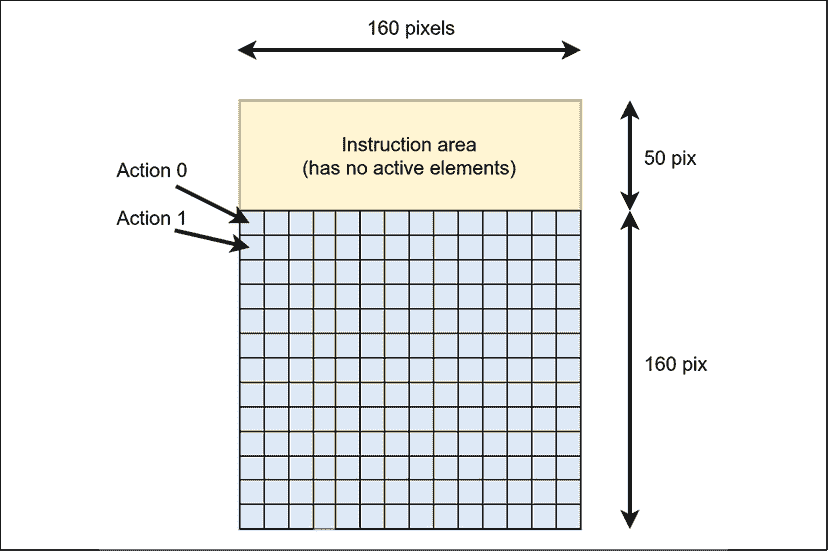 160 pixels
Instruction area
(has no active elements)
50 pix
Action 0
Action 1
160 pix